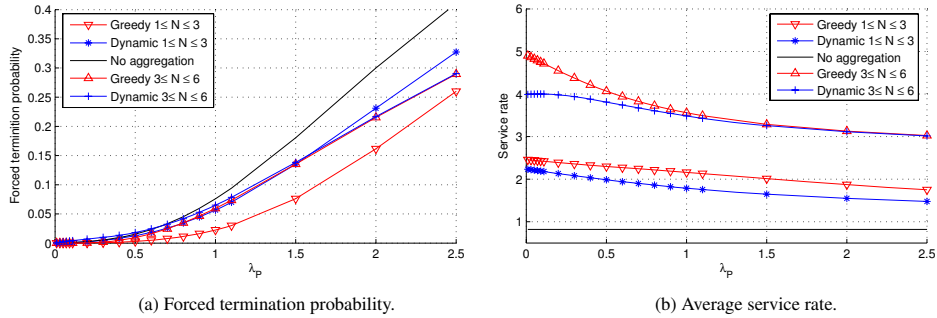 0.4
0.35
0.3
0.25
0.2
0.15
0.1
0.05
0
0
0.5
1
1.5
2
2.5
Forced terminition probability
λP
Greedy 1≤ N ≤ 3
Dynamic 1≤ N ≤ 3
No aggregation
Greedy 3≤ N ≤ 6
Dynamic 3≤ N ≤ 6
(a) Forced termination probability.
6
5
4
3
2
1
0
0.5
1
1.5
2
2.5
Service rate
λP
Greedy 1≤ N ≤ 3
Dynamic 1≤ N ≤ 3
No aggregation
Greedy 3≤ N ≤ 6
Dynamic 3≤ N ≤ 6
(b) Average service rate.